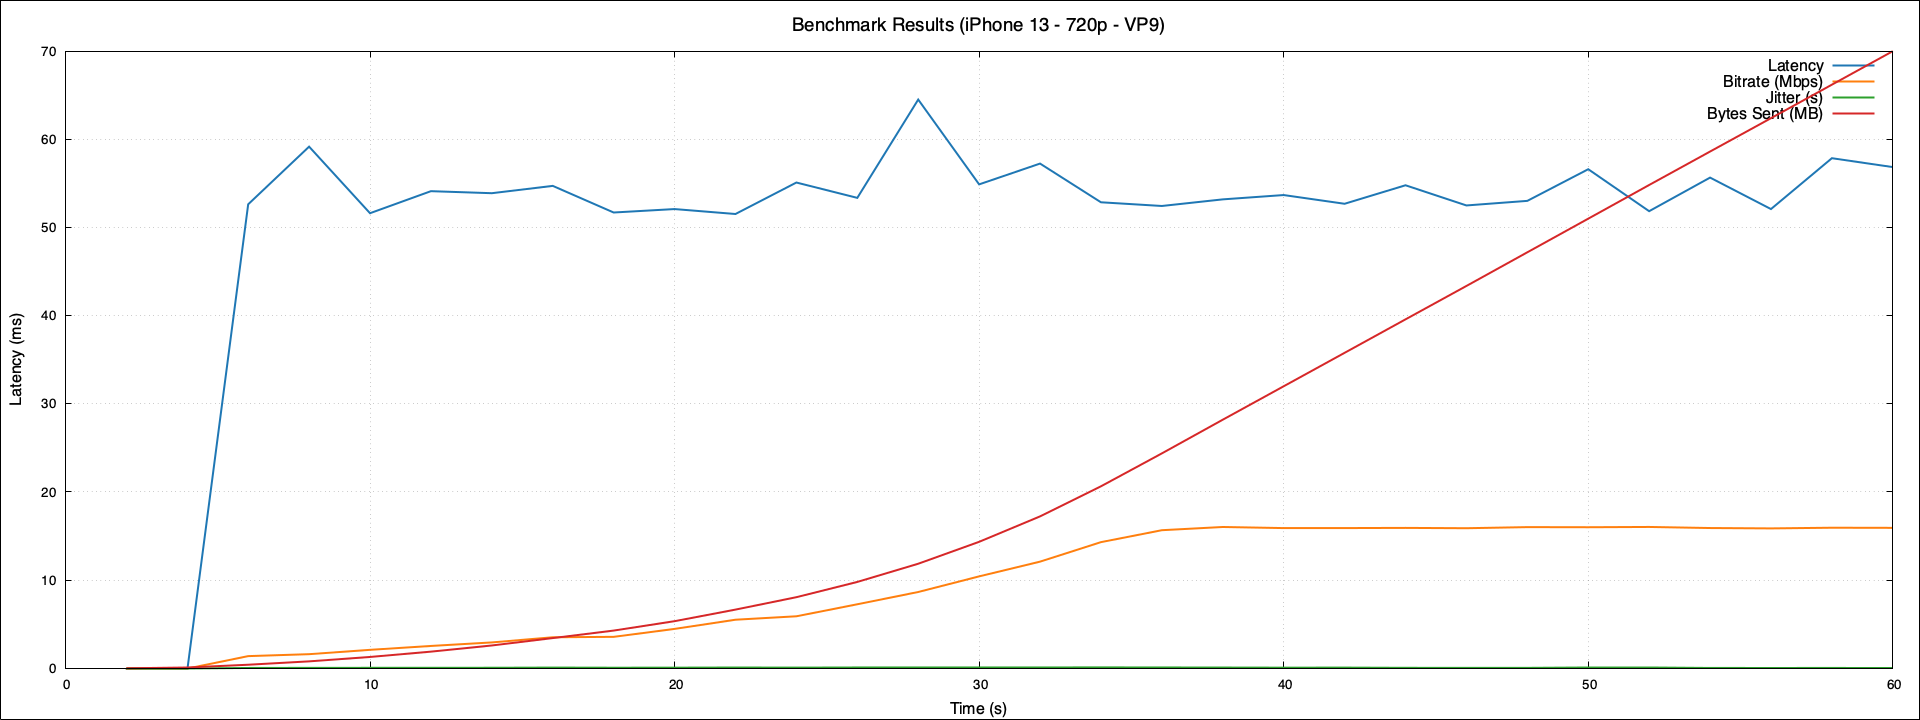 Benchmark Results (iPhone 13 - 720p - VP9)
Latency
Bitrate (Mbps)
Jitter (s)
Bytes Sent (MB)
70
60
50
40
30
20
10
0
Latency (ms)
0 10 20 30 40 50 60
Time (s)